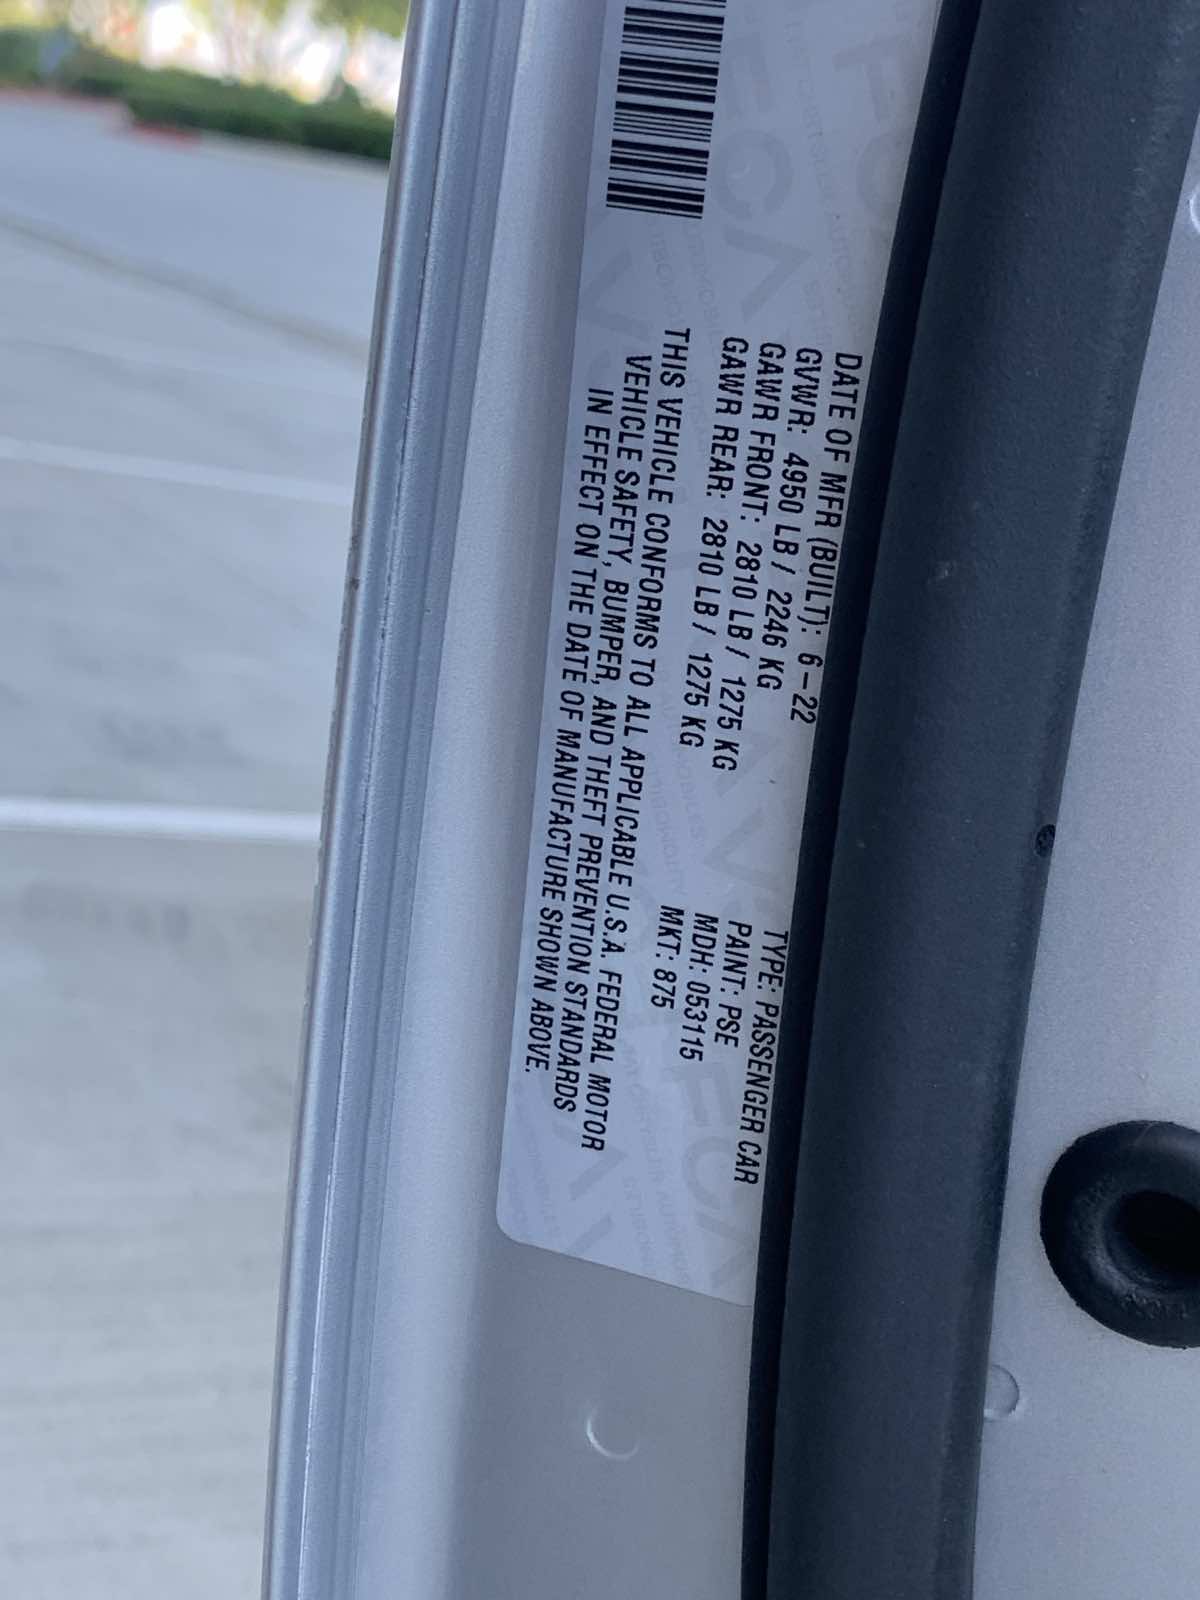 DATE OF MFR (BUILT): 6-22
GVWR: 4950 LB / 2246 KG
GAWR FRONT: 2810 LB / 1275 KG
GAWR REAR: 2810 LB / 1275 KG
TYPE: PASSENGER CAR
PAINT: PSE
MDH: 053115
MKT: 875
THIS VEHICLE CONFORMS TO ALL APPLICABLE U.S.A. FEDERAL MOTOR
VEHICLE SAFETY, BUMPER, AND THEFT PREVENTION STANDARDS
IN EFFECT ON THE DATE OF MANUFACTURE SHOWN ABOVE.
FCA